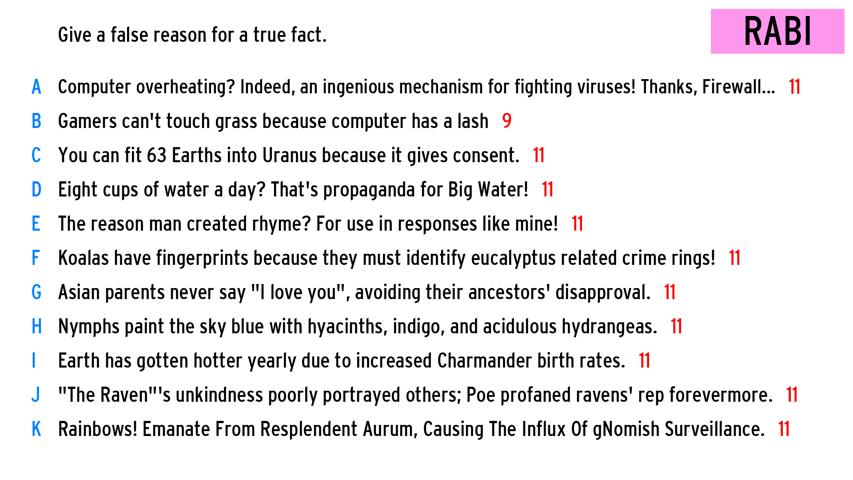 Give a false reason for a true fact.
RABI
A Computer overheating? Indeed, an ingenious mechanism for fighting viruses! Thanks, Firewall... 11
B Gamers can't touch grass because computer has a lash 9
C You can fit 63 Earths into Uranus because it gives consent. 11
D Eight cups of water a day? That's propaganda for Big Water! 11
E The reason man created rhyme? For use in responses like mine! 11
F Koalas have fingerprints because they must identify eucalyptus related crime rings! 11
G Asian parents never say "I love you", avoiding their ancestors' disapproval. 11
H Nymphs paint the sky blue with hyacinths, indigo, and acidulous hydrangeas. 11
I Earth has gotten hotter yearly due to increased Charmander birth rates. 11
J "The Raven"'s unkindness poorly portrayed others; Poe profaned ravens' rep forevermore. 11
K Rainbows! Emanate From Resplendent Aurum, Causing The Influx Of gNomish Surveillance. 11